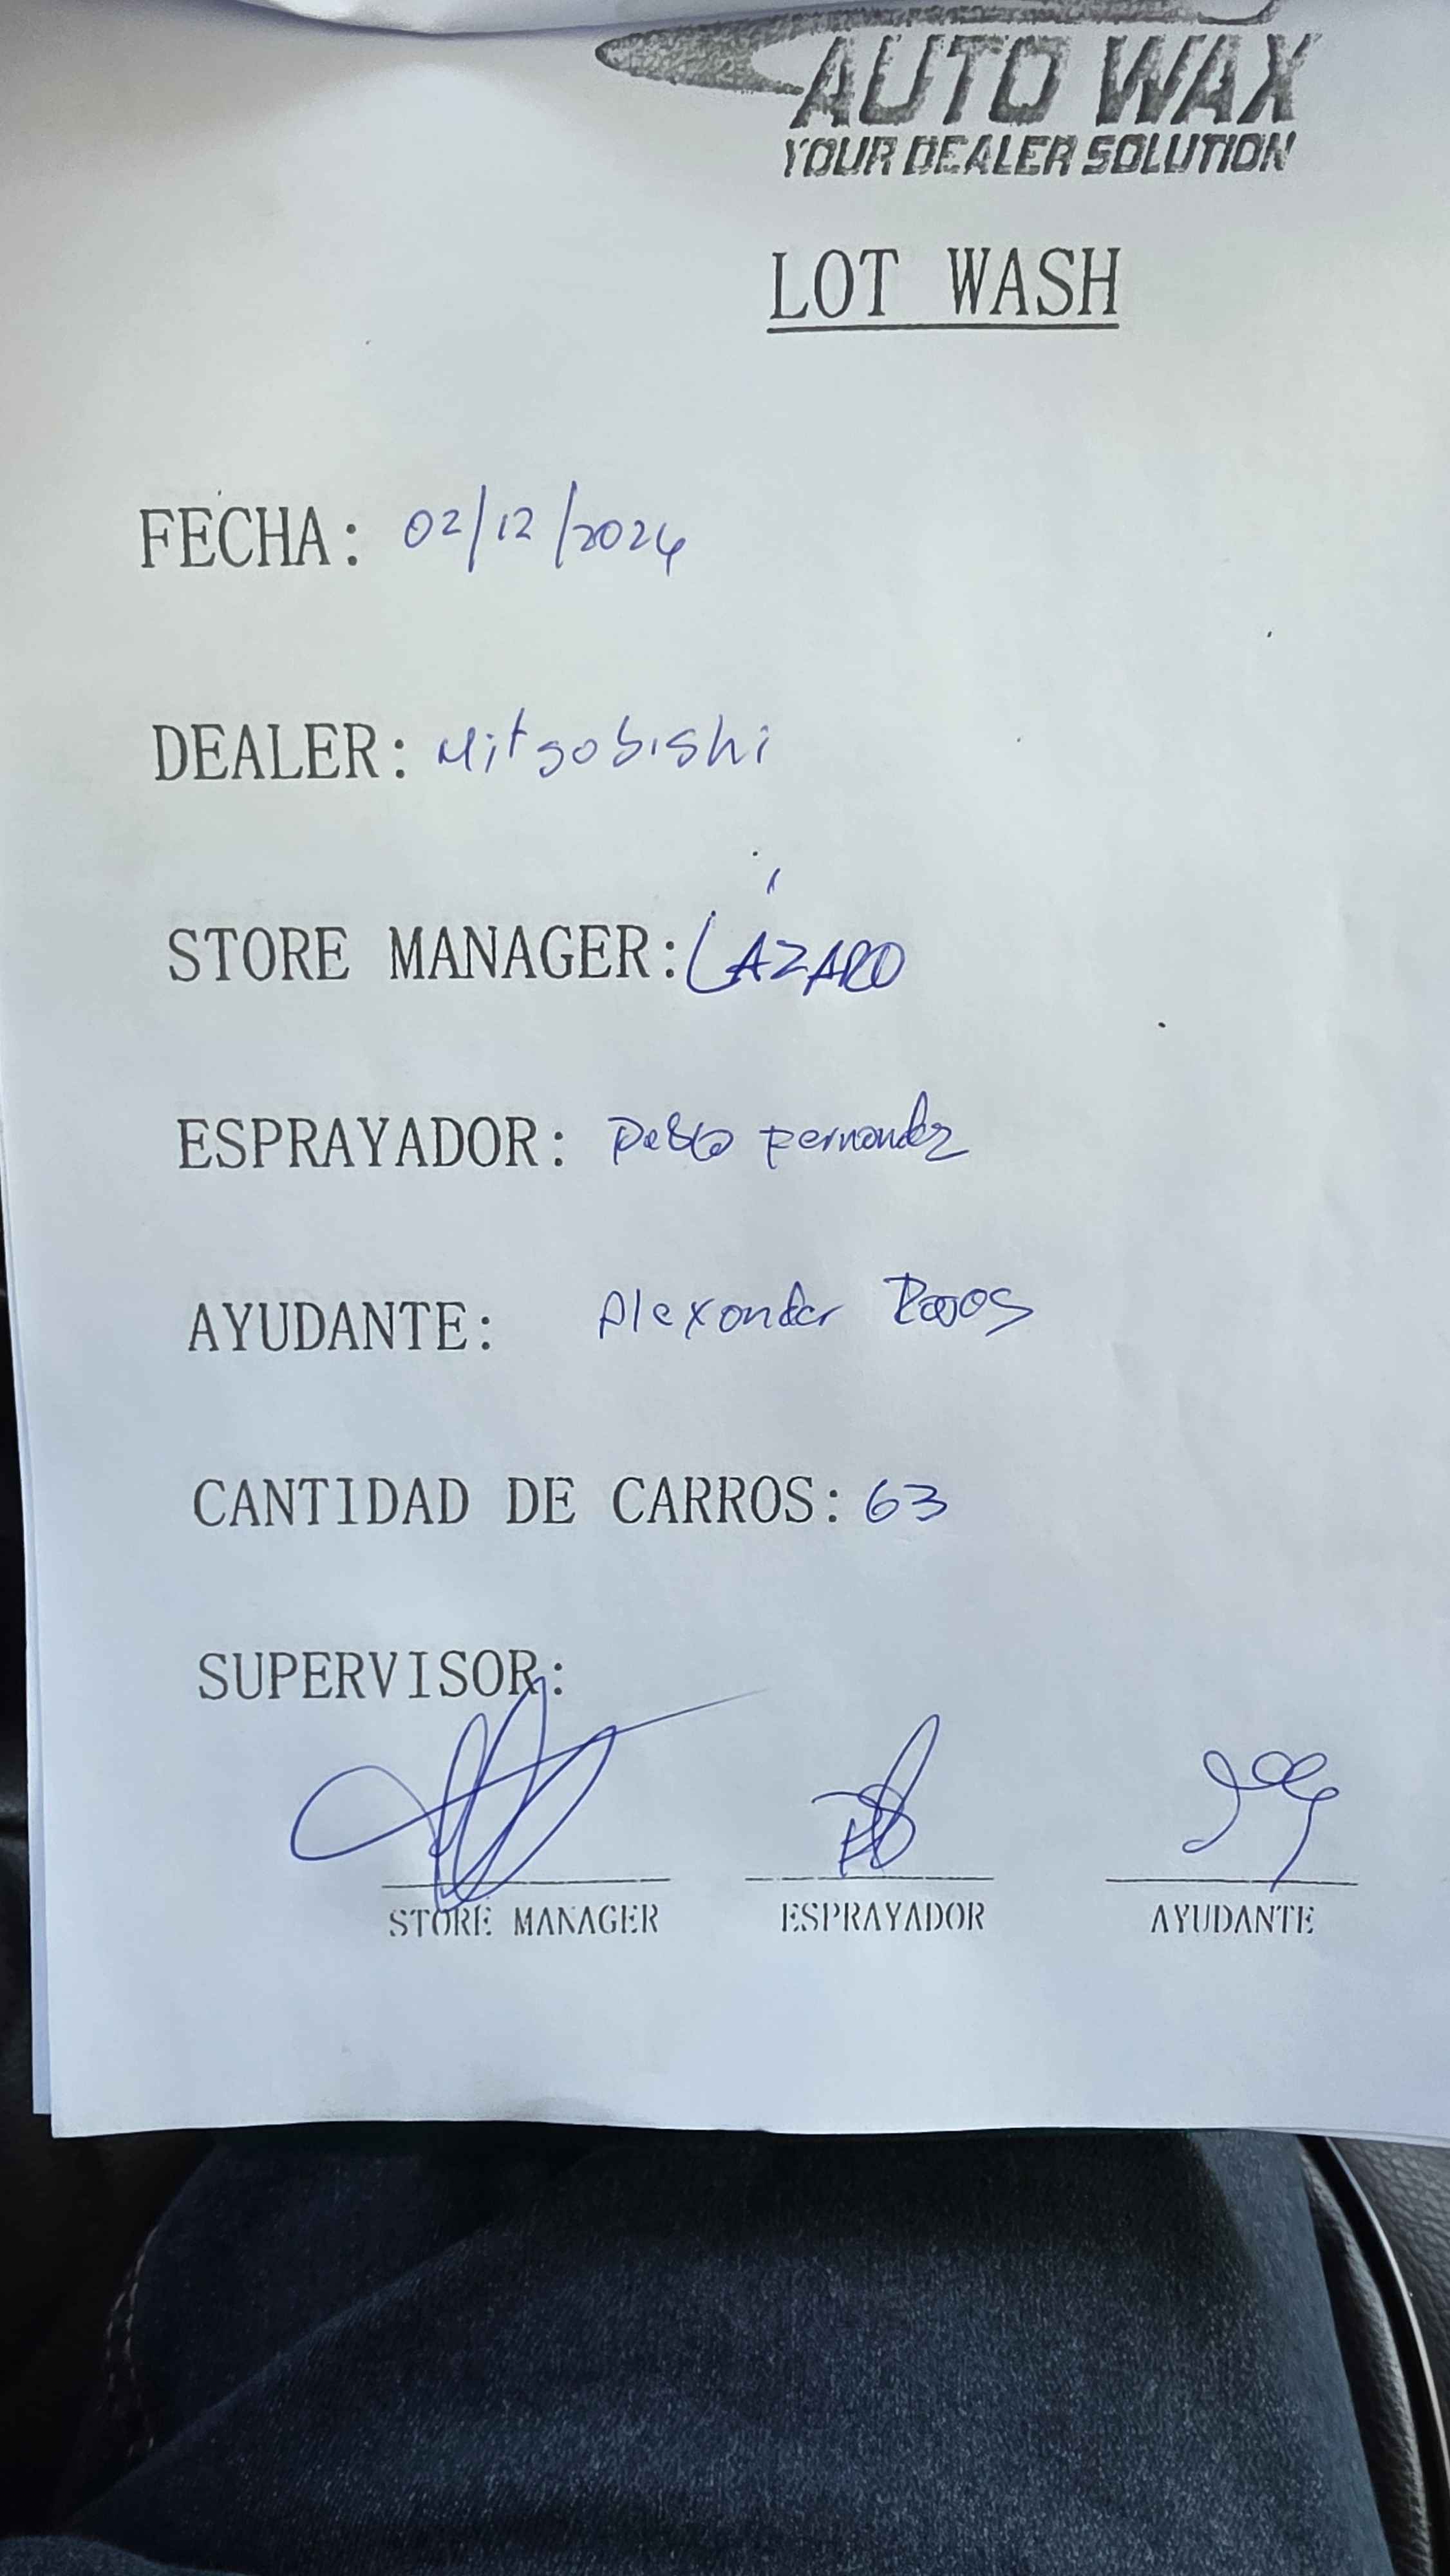 AUTO WAX
YOUR DEALER SOLUTION
LOT WASH
FECHA: 02/12/2024
DEALER: Mitsobishi
STORE MANAGER: LÁZARO
ESPRAYADOR: Pablo Fernandez
AYUDANTE: Alexander
CANTIDAD DE CARROS: 63
SUPERVISOR:
STORE MANAGER ESPRAYADOR AYUDANTE